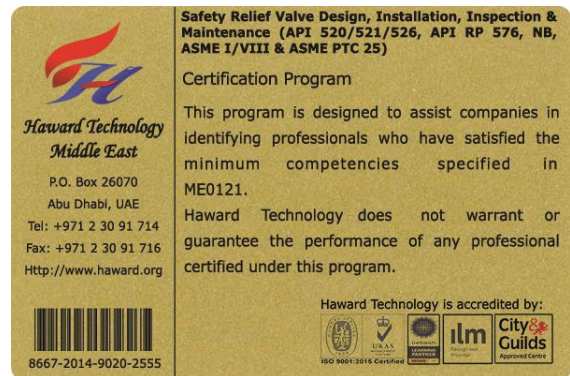 Haward Technology
Middle East
P.O. Box 26070
Abu Dhabi, UAE
Tel: +971 2 30 91 714
Fax: +971 2 30 91 716
Http://www.haward.org
8667-2014-9020-2555
Safety Relief Valve Design, Installation, Inspection &
Maintenance (API 520/521/526, API RP 576, NB,
ASME I/VIII & ASME PTC 25)
Certification Program
This program is designed to assist companies in
identifying professionals who have satisfied the
minimum competencies specified in
ME0121.
Haward Technology does not warrant or
guarantee the performance of any professional
certified under this program.
Haward Technology is accredited by:
UKAS
ISO 9001:2015 Certified
LEARNING
PARTNER
ilm
City&
Guilds
Approved Centre